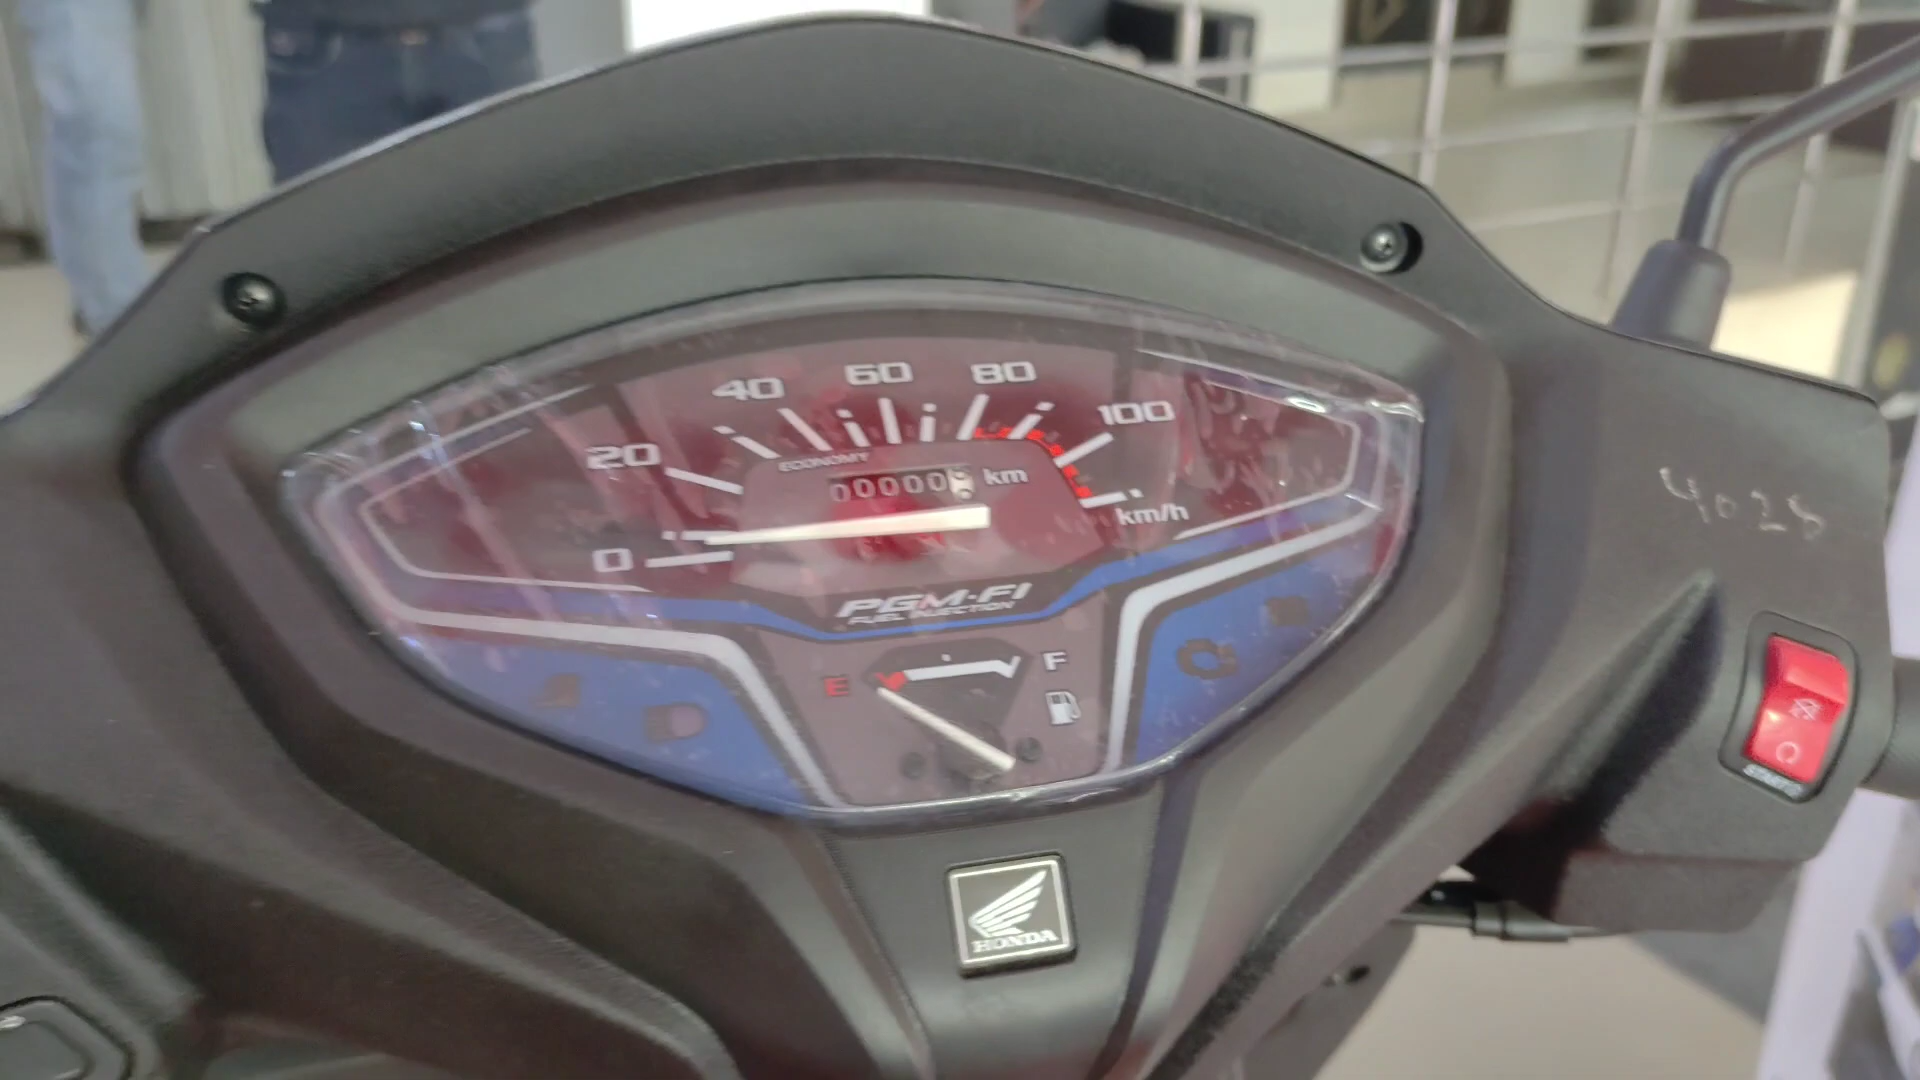 60
80
40
100
20
ECONOMY
00000 km
km/h
0
PGM-FI
FUEL INJECTION
E F
4028
HONDA